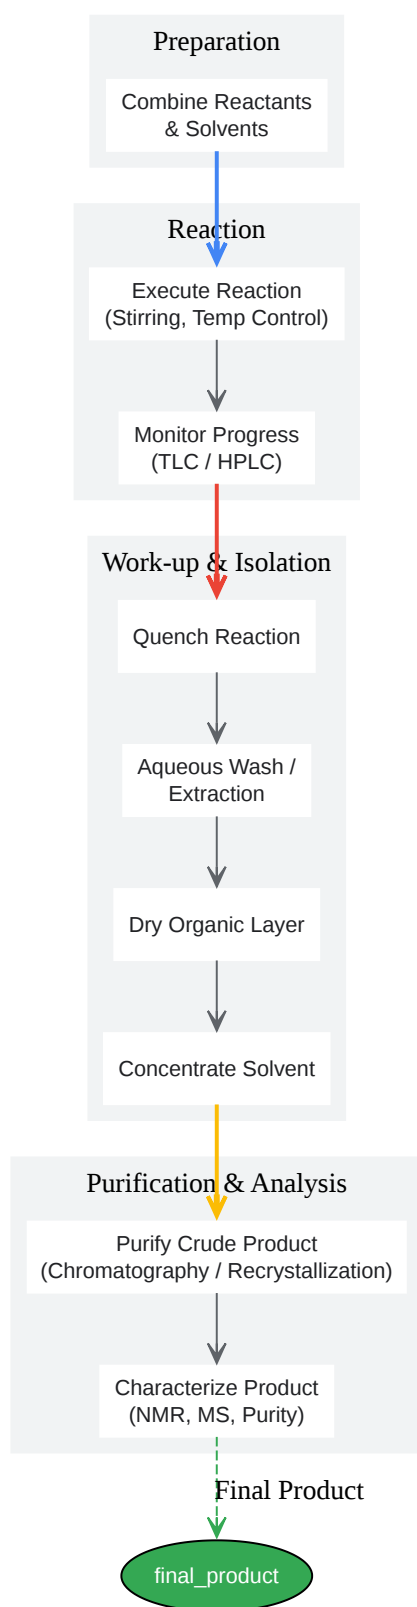 Preparation
Combine Reactants
& Solvents
Reaction
Execute Reaction
(Stirring, Temp Control)
Monitor Progress
(TLC / HPLC)
Work-up & Isolation
Quench Reaction
Aqueous Wash /
Extraction
Dry Organic Layer
Concentrate Solvent
Purification & Analysis
Purify Crude Product
(Chromatography / Recrystallization)
Characterize Product
(NMR, MS, Purity)
Final Product
final_product